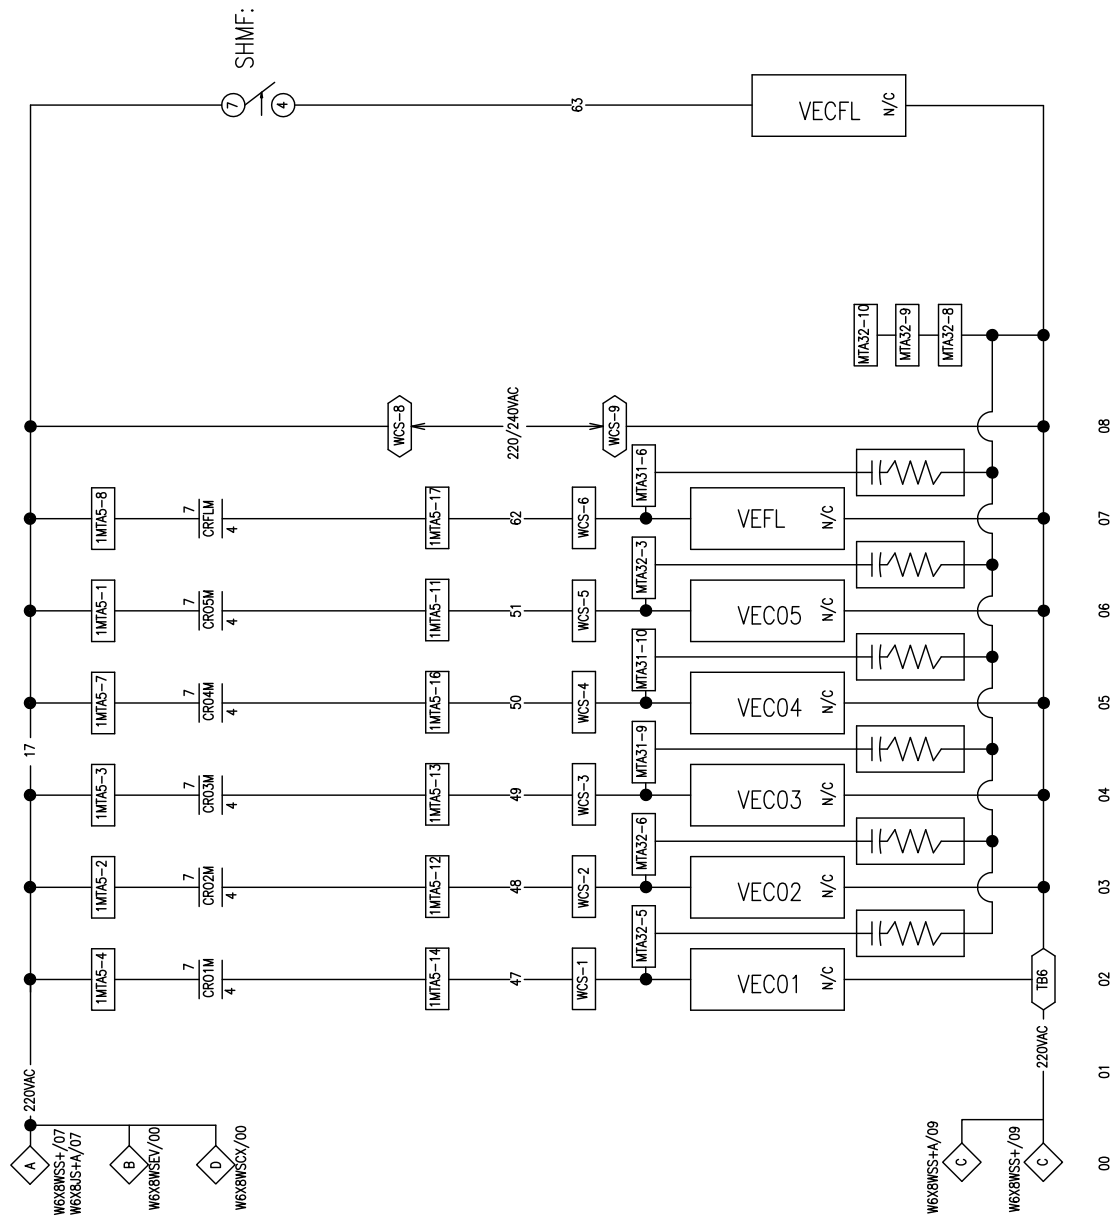 SHMF:
A
220VAC
17
7
W6X8WSS+/07
W6X8JS+A/07
1MTA5-4
1MTA5-2
1MTA5-3
1MTA5-7
1MTA5-1
1MTA5-8
B
W6X8WSEV/00
7
7
7
7
7
7
CR01M
CR02M
CR03M
CR04M
CR05M
CRFLM
4
4
4
4
4
4
D
W6X8WSCX/00
4
WCS-8
1MTA5-14
1MTA5-12
1MTA5-13
1MTA5-16
1MTA5-11
1MTA5-17
47
48
49
50
51
62
220/240VAC
63
WCS-1
WCS-2
WCS-3
WCS-4
WCS-5
WCS-6
WCS-9
MTA32-5
MTA32-6
MTA31-9
MTA31-10
MTA32-3
MTA31-6
VEC01
VEC02
VEC03
VEC04
VEC05
VEFL
VECFL
N/C
N/C
N/C
N/C
N/C
N/C
N/C
MTA32-10
MTA32-9
MTA32-8
W6X8WSS+A/09
C
W6X8WSS+/09
C
220VAC
TB6
00
01
02
03
04
05
06
07
08